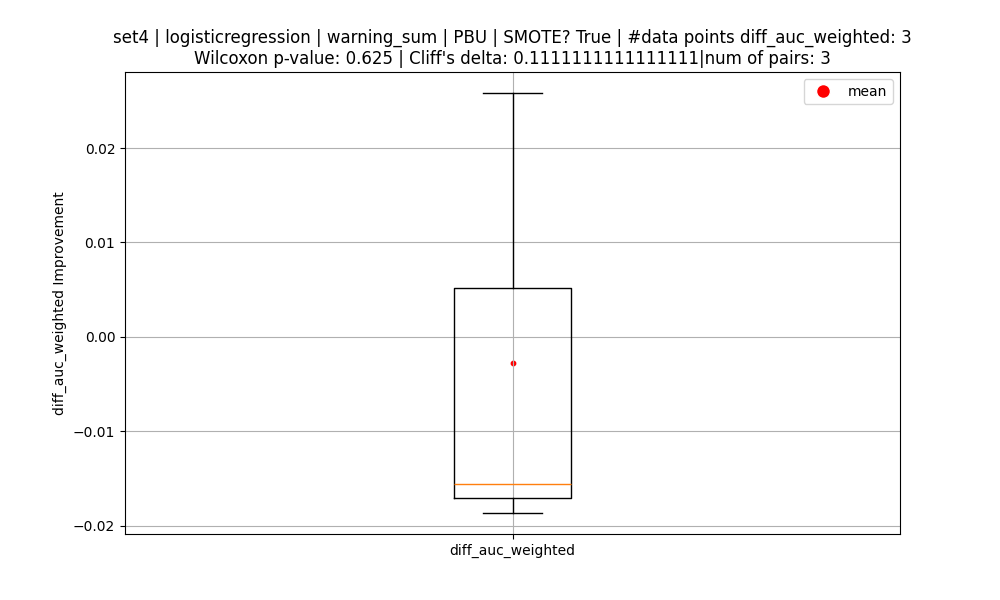 set4 | logisticregression | warning_sum | PBU | SMOTE? True | #data points diff_auc_weighted: 3
Wilcoxon p-value: 0.625 | Cliff's delta: 0.1111111111111111|num of pairs: 3
mean
diff_auc_weighted Improvement
0.02
0.01
0.00
−0.01
−0.02
diff_auc_weighted